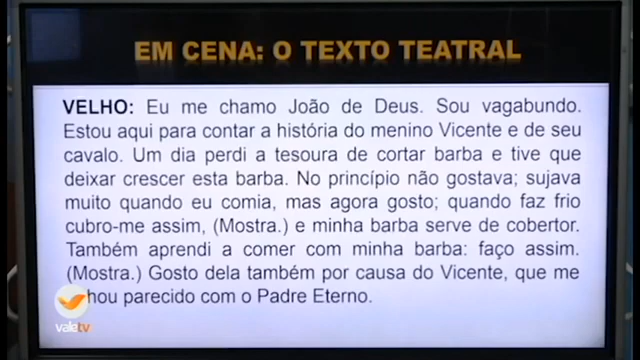 EM CENA: O TEXTO TEATRAL
VELHO: Eu me chamo João de Deus. Sou vagabundo.
Estou aqui para contar a história do menino Vicente e de seu
cavalo. Um dia perdi a tesoura de cortar barba e tive que
deixar crescer esta barba. No princípio não gostava; sujava
muito quando eu comia, mas agora gosto; quando faz frio
cubro-me assim, (Mostra.) e minha barba serve de cobertor.
Também aprendi a comer com minha barba: faço assim.
(Mostra.) Gosto dela também por causa do Vicente, que me
hou parecido com o Padre Eterno.
vale tv